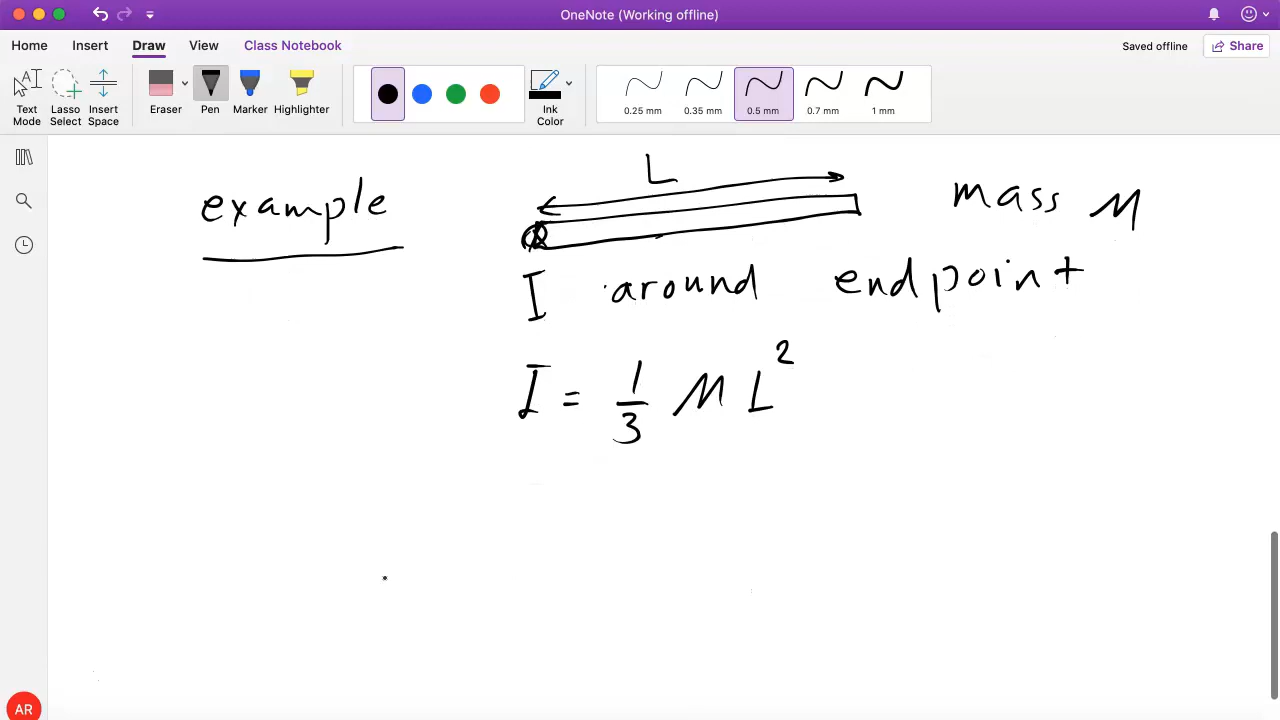 OneNote (Working offline)
Home Insert Draw View Class Notebook Saved offline Share
Text Mode Lasso Select Insert Space Eraser Pen Marker Highlighter Ink Color 0.25 mm 0.35 mm 0.5 mm 0.7 mm 1 mm
L
example mass M
I around endpoint
I = 1/3 M L²
AR